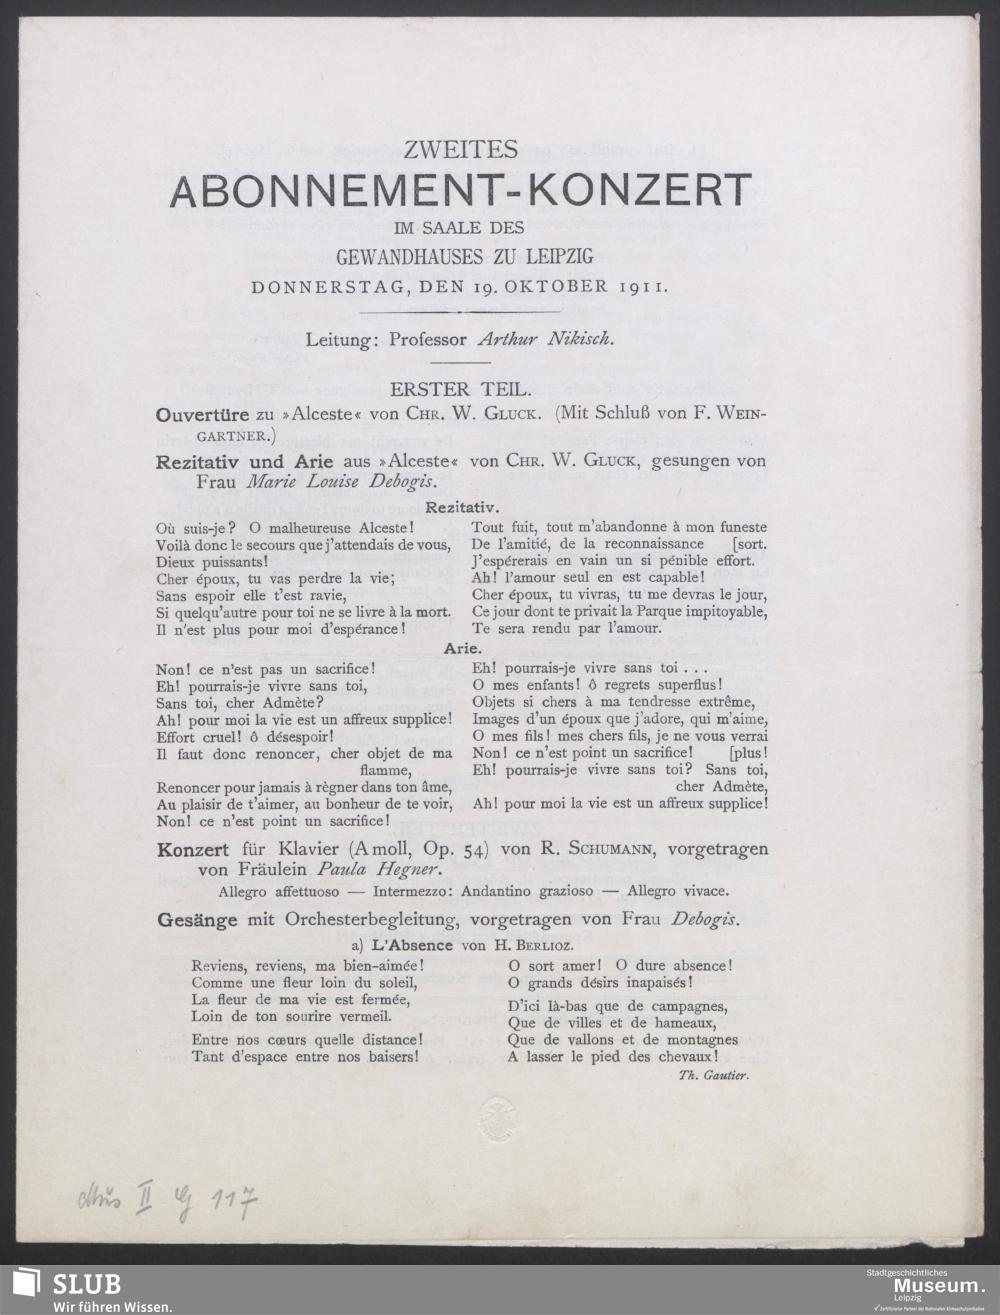 ZWEITES
ABONNEMENT-KONZERT
IM SAALE DES
GEWANDHAUSES ZU LEIPZIG
DONNERSTAG, DEN 19. OKTOBER 1911.
Leitung: Professor Arthur Nikisch.
ERSTER TEIL.
Ouvertüre zu »Alceste« von CHR. W. GLUCK. (Mit Schluß von F. WEIN-
GARTNER.)
Rezitativ und Arie aus »Alceste« von CHR. W. GLUCK, gesungen von
Frau Marie Louise Debogis.
Rezitativ.
Où suis-je? O malheureuse Alceste!
Voilà donc le secours que j'attendais de vous,
Dieux puissants!
Cher époux, tu vas perdre la vie;
Sans espoir elle t'est ravie,
Si quelqu'autre pour toi ne se livre à la mort.
Il n'est plus pour moi d'espérance!
Tout fuit, tout m'abandonne à mon funeste
De l'amitié, de la reconnaissance [sort.
J'espérerais en vain un si pénible effort.
Ah! l'amour seul en est capable!
Cher époux, tu vivras, tu me devras le jour,
Ce jour dont te privait la Parque impitoyable,
Te sera rendu par l'amour.
Arie.
Non! ce n'est pas un sacrifice!
Eh! pourrais-je vivre sans toi,
Sans toi, cher Admète?
Ah! pour moi la vie est un affreux supplice!
Effort cruel! ô désespoir!
Il faut donc renoncer, cher objet de ma
flamme,
Renoncer pour jamais à règner dans ton âme,
Au plaisir de t'aimer, au bonheur de te voir,
Non! ce n'est point un sacrifice!
Eh! pourrais-je vivre sans toi . . .
O mes enfants! ô regrets superflus!
Objets si chers à ma tendresse extrême,
Images d'un époux que j'adore, qui m'aime,
O mes fils! mes chers fils, je ne vous verrai
Non! ce n'est point un sacrifice! [plus!
Eh! pourrais-je vivre sans toi? Sans toi,
cher Admète,
Ah! pour moi la vie est un affreux supplice!
Konzert für Klavier (A moll, Op. 54) von R. SCHUMANN, vorgetragen
von Fräulein Paula Hegner.
Allegro affettuoso — Intermezzo: Andantino grazioso — Allegro vivace.
Gesänge mit Orchesterbegleitung, vorgetragen von Frau Debogis.
a) L'Absence von H. BERLIOZ.
Reviens, reviens, ma bien-aimée!
Comme une fleur loin du soleil,
La fleur de ma vie est fermée,
Loin de ton sourire vermeil.
Entre nos cœurs quelle distance!
Tant d'espace entre nos baisers!
O sort amer! O dure absence!
O grands désirs inapaisés!
D'ici là-bas que de campagnes,
Que de villes et de hameaux,
Que de vallons et de montagnes
A lasser le pied des chevaux!
Th. Gautier.
Mus II G 117
SLUB
Wir führen Wissen.
Stadtgeschichtliches
Museum.
Leipzig
Zertifizierter Partner der Nationalen Klimaschutzinitiative